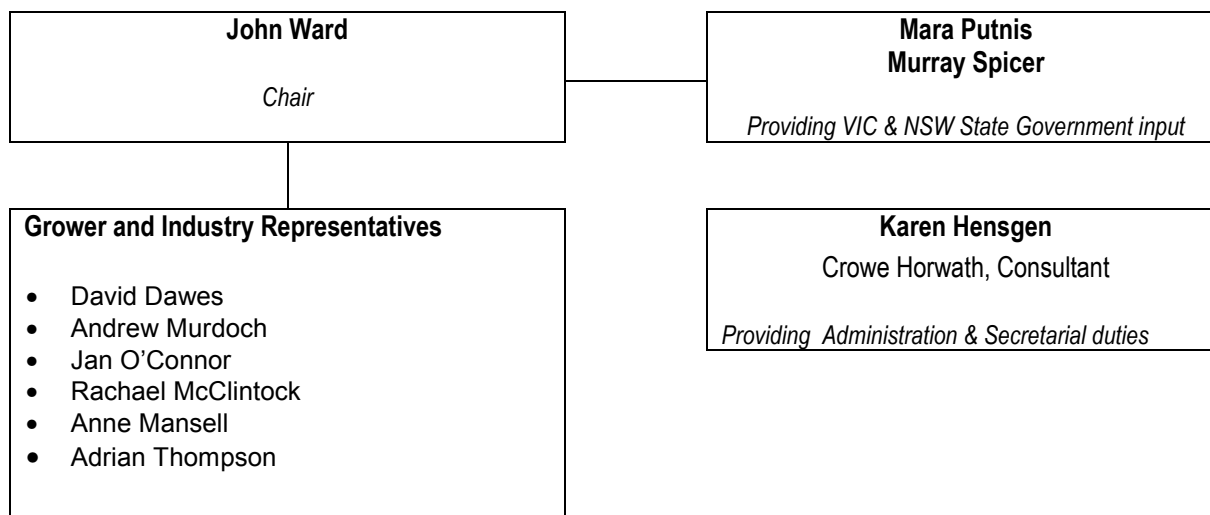 John Ward
Chair
Mara Putnis
Murray Spicer
Providing VIC & NSW State Government input
Grower and Industry Representatives
• David Dawes
• Andrew Murdoch
• Jan O’Connor
• Rachael McClintock
• Anne Mansell
• Adrian Thompson
Karen Hensgen
Crowe Horwath, Consultant
Providing  Administration & Secretarial duties